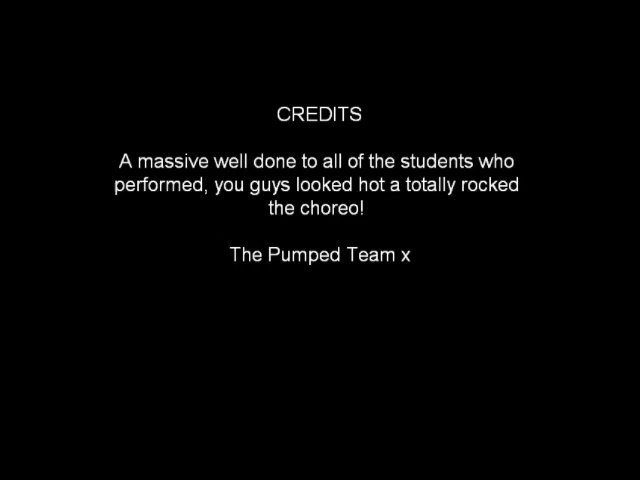 CREDITS
A massive well done to all of the students who
performed, you guys looked hot a totally rocked
the choreo!
The Pumped Team x